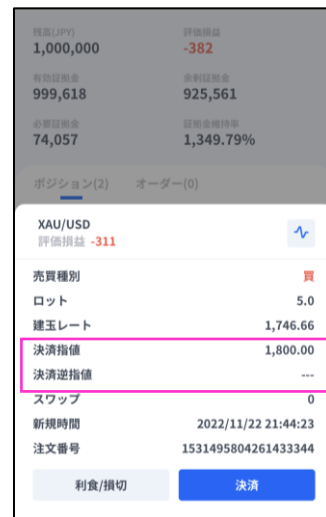 残高(JPY) 評価損益
1,000,000 -382
有効証拠金 余剰証拠金
999,618 925,561
必要証拠金 証拠金維持率
74,057 1,349.79%
ポジション(2) オーダー(0)
XAU/USD
評価損益 -311
売買種別 買
ロット 5.0
建玉レート 1,746.66
決済指値 1,800.00
決済逆指値 ---
スワップ 0
新規時間 2022/11/22 21:44:23
注文番号 1531495804261433344
利食/損切 決済